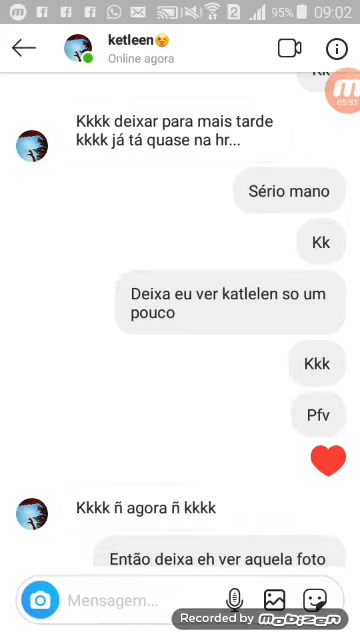 95% 09:02
ketleen😵
Online agora
05:51
Kkkk deixar para mais tarde
kkkk já tá quase na hr...
Sério mano
Kk
Deixa eu ver katlelen so um
pouco
Kkk
Pfv
Kkkk ñ agora ñ kkkk
Então deixa eh ver aquela foto
Mensagem...
Recorded by mobizen